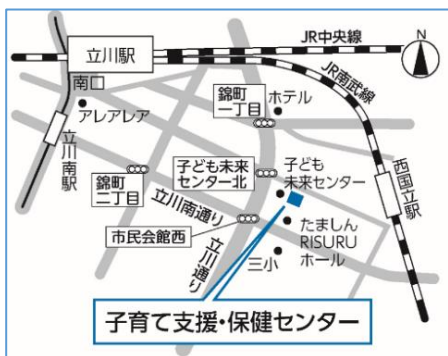 JR中央線
立川駅
N
南口
JR南武線
アレアレア
錦町
一丁目
ホテル
立川南駅
錦町
二丁目
子ども未来
センター北
子ども
未来センター
西国立駅
立川南通り
市民会館西
立川通り
たましん
RISURU
ホール
三小
子育て支援・保健センター